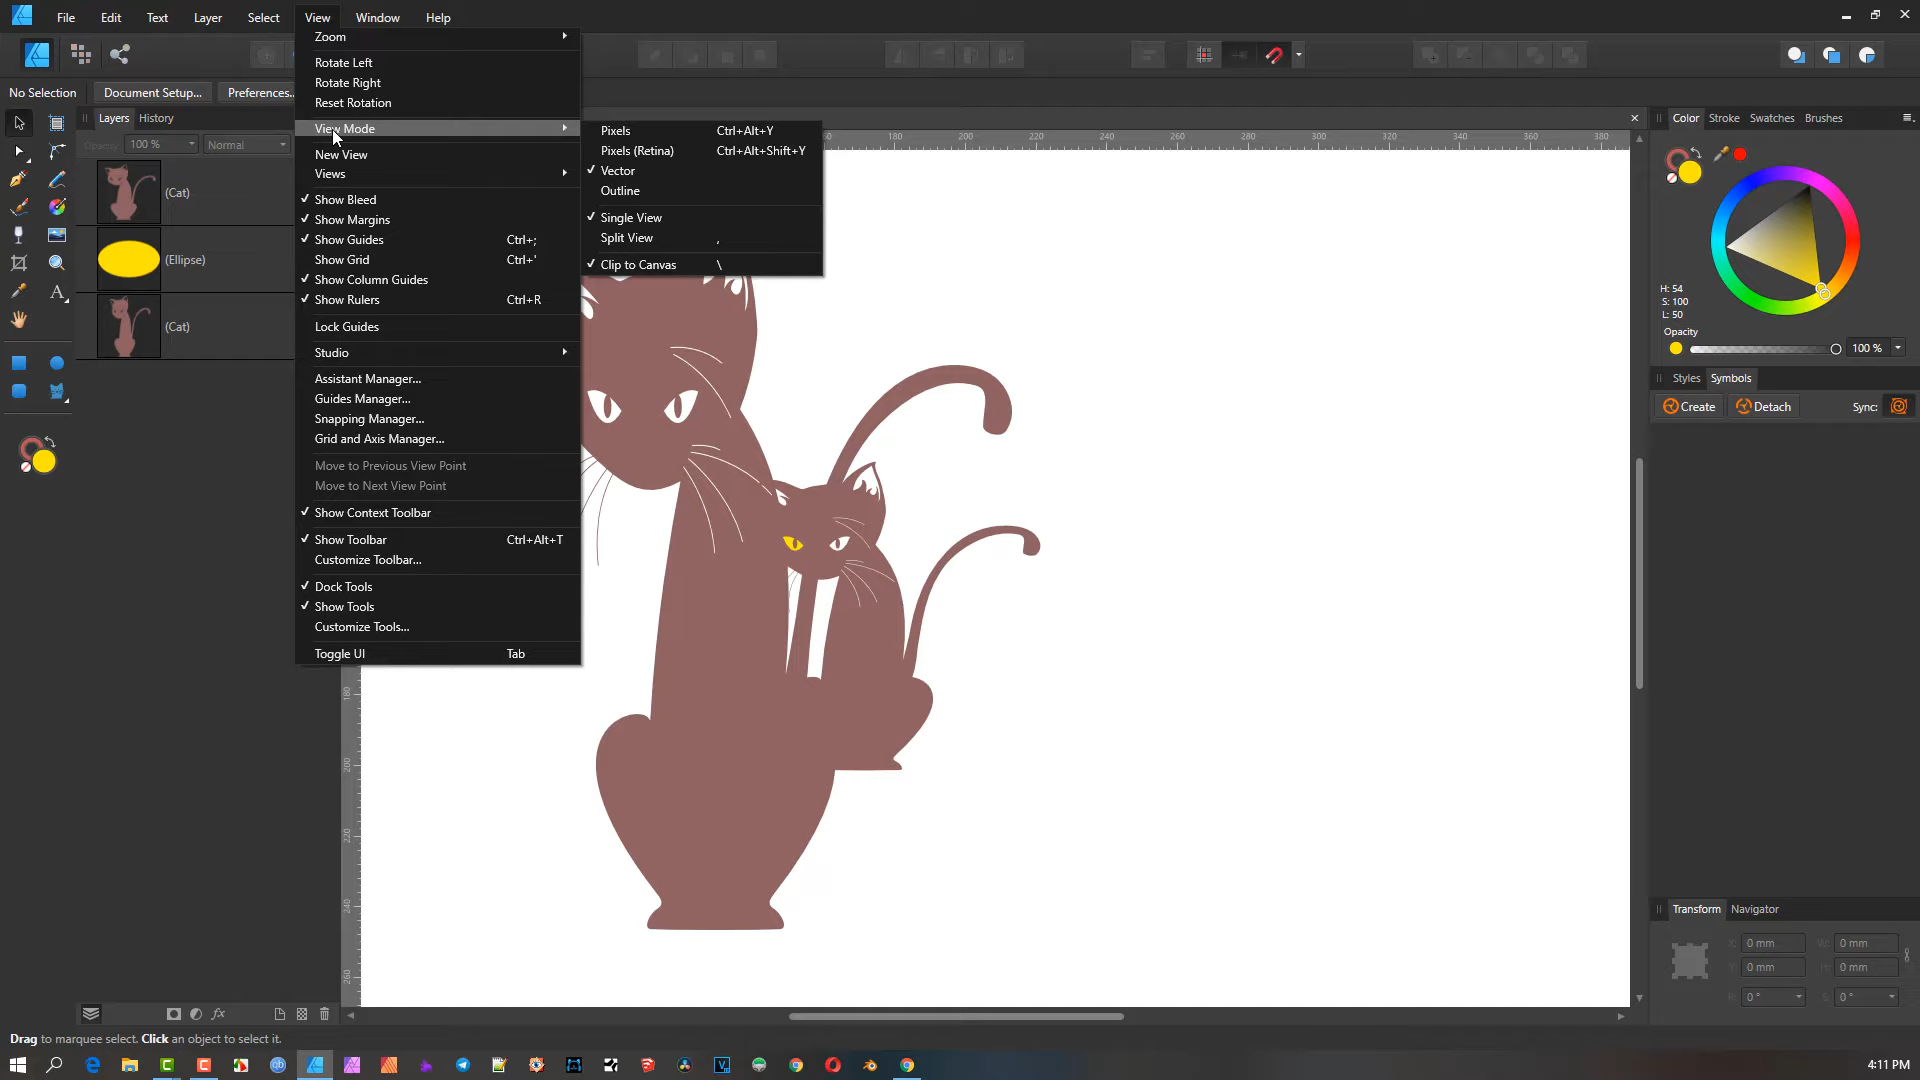 File Edit Text Layer Select View Window Help
No Selection Document Setup... Preferences...
Layers History
Opacity 100 % Normal
(Cat)
(Ellipse)
(Cat)
Zoom
Rotate Left
Rotate Right
Reset Rotation
View Mode
New View
Views
Show Bleed
Show Margins
Show Guides Ctrl+;
Show Grid Ctrl+'
Show Column Guides
Show Rulers Ctrl+R
Lock Guides
Studio
Assistant Manager...
Guides Manager...
Snapping Manager...
Grid and Axis Manager...
Move to Previous View Point
Move to Next View Point
Show Context Toolbar
Show Toolbar Ctrl+Alt+T
Customize Toolbar...
Dock Tools
Show Tools
Customize Tools...
Toggle UI Tab
Pixels Ctrl+Alt+Y
Pixels (Retina) Ctrl+Alt+Shift+Y
Vector
Outline
Single View
Split View ,
Clip to Canvas \
180 200 220 240 260 280 300 320 340 360 380
180
200
220
240
260
Color Stroke Swatches Brushes
H: 54
S: 100
L: 50
Opacity
100 %
Styles Symbols
Create Detach Sync:
Transform Navigator
X: 0 mm W: 0 mm
Y: 0 mm H: 0 mm
R: 0 ° S: 0 °
Drag to marquee select. Click an object to select it.
4:11 PM